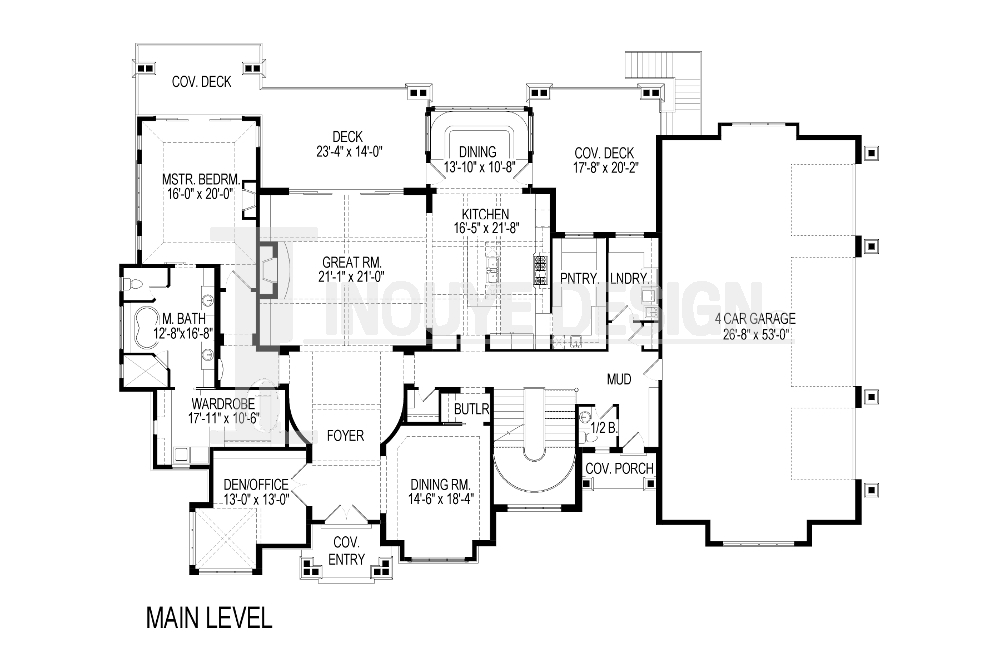 COV. DECK
DECK
23'-4" x 14'-0"
DINING
13'-10" x 10'-8"
COV. DECK
17'-8" x 20'-2"
MSTR. BEDRM.
16'-0" x 20'-0"
KITCHEN
16'-5" x 21'-8"
GREAT RM.
21'-1" x 21'-0"
PNTRY.
LNDRY.
INOUYE DESIGN
M. BATH
12'-8"x16'-8"
4 CAR GARAGE
26'-8" x 53'-0"
MUD
WARDROBE
17'-11" x 10'-6"
BUTLR
1/2 B.
FOYER
COV. PORCH
DEN/OFFICE
13'-0" x 13'-0"
DINING RM.
14'-6" x 18'-4"
COV.
ENTRY
MAIN LEVEL